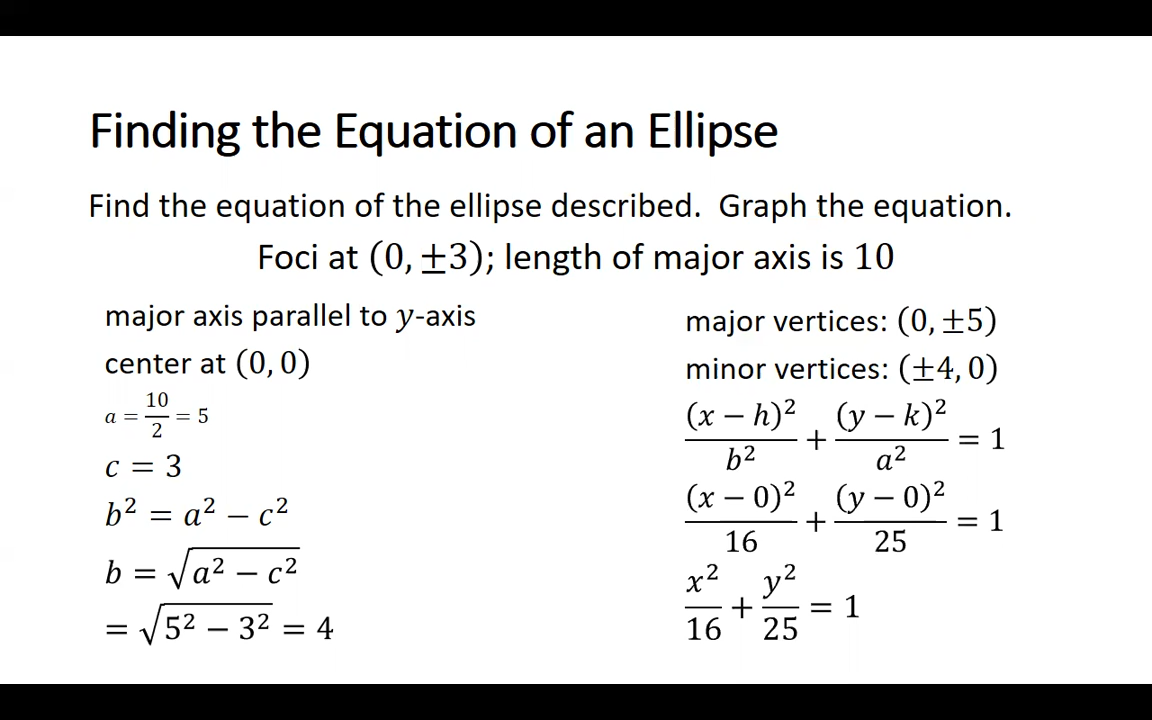 Finding the Equation of an Ellipse
Find the equation of the ellipse described. Graph the equation.
Foci at (0, ±3); length of major axis is 10
major axis parallel to y-axis
center at (0, 0)
a = 10/2 = 5
c = 3
b² = a² − c²
b = √(a² − c²)
= √(5² − 3²) = 4
major vertices: (0, ±5)
minor vertices: (±4, 0)
(x − h)²/b² + (y − k)²/a² = 1
(x − 0)²/16 + (y − 0)²/25 = 1
x²/16 + y²/25 = 1